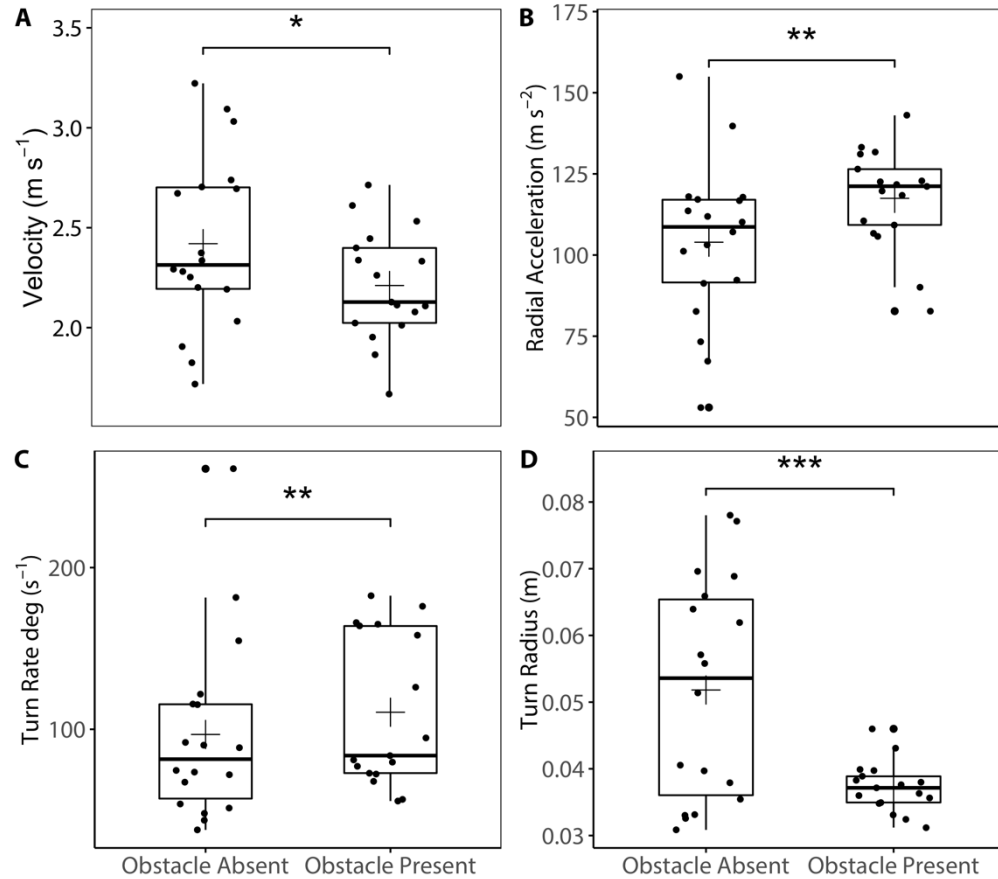 A
Velocity (m s⁻¹)
3.5
3.0
2.5
2.0
*
B
Radial Acceleration (m s⁻²)
175
150
125
100
75
50
**
C
Turn Rate deg (s⁻¹)
200
100
**
Obstacle Absent
Obstacle Present
D
Turn Radius (m)
0.08
0.07
0.06
0.05
0.04
0.03
***
Obstacle Absent
Obstacle Present